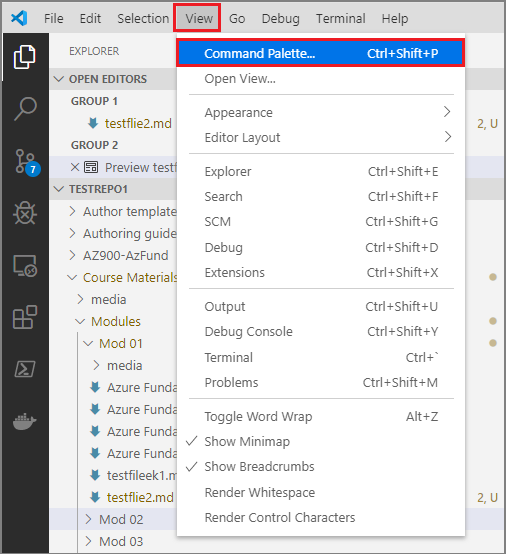 File Edit Selection View Go Debug Terminal Help
EXPLORER
OPEN EDITORS
GROUP 1
testflie2.md
2, U
GROUP 2
Preview testf
TESTREPO1
Author template
Authoring guide
AZ900-AzFund
Course Materials
media
Modules
Mod 01
media
Azure Funda
Azure Funda
Azure Funda
Azure Funda
testfileek1.m
testflie2.md
2, U
Mod 02
Mod 03
7
Command Palette... Ctrl+Shift+P
Open View...
Appearance
Editor Layout
Explorer Ctrl+Shift+E
Search Ctrl+Shift+F
SCM Ctrl+Shift+G
Debug Ctrl+Shift+D
Extensions Ctrl+Shift+X
Output Ctrl+Shift+U
Debug Console Ctrl+Shift+Y
Terminal Ctrl+`
Problems Ctrl+Shift+M
Toggle Word Wrap Alt+Z
Show Minimap
Show Breadcrumbs
Render Whitespace
Render Control Characters